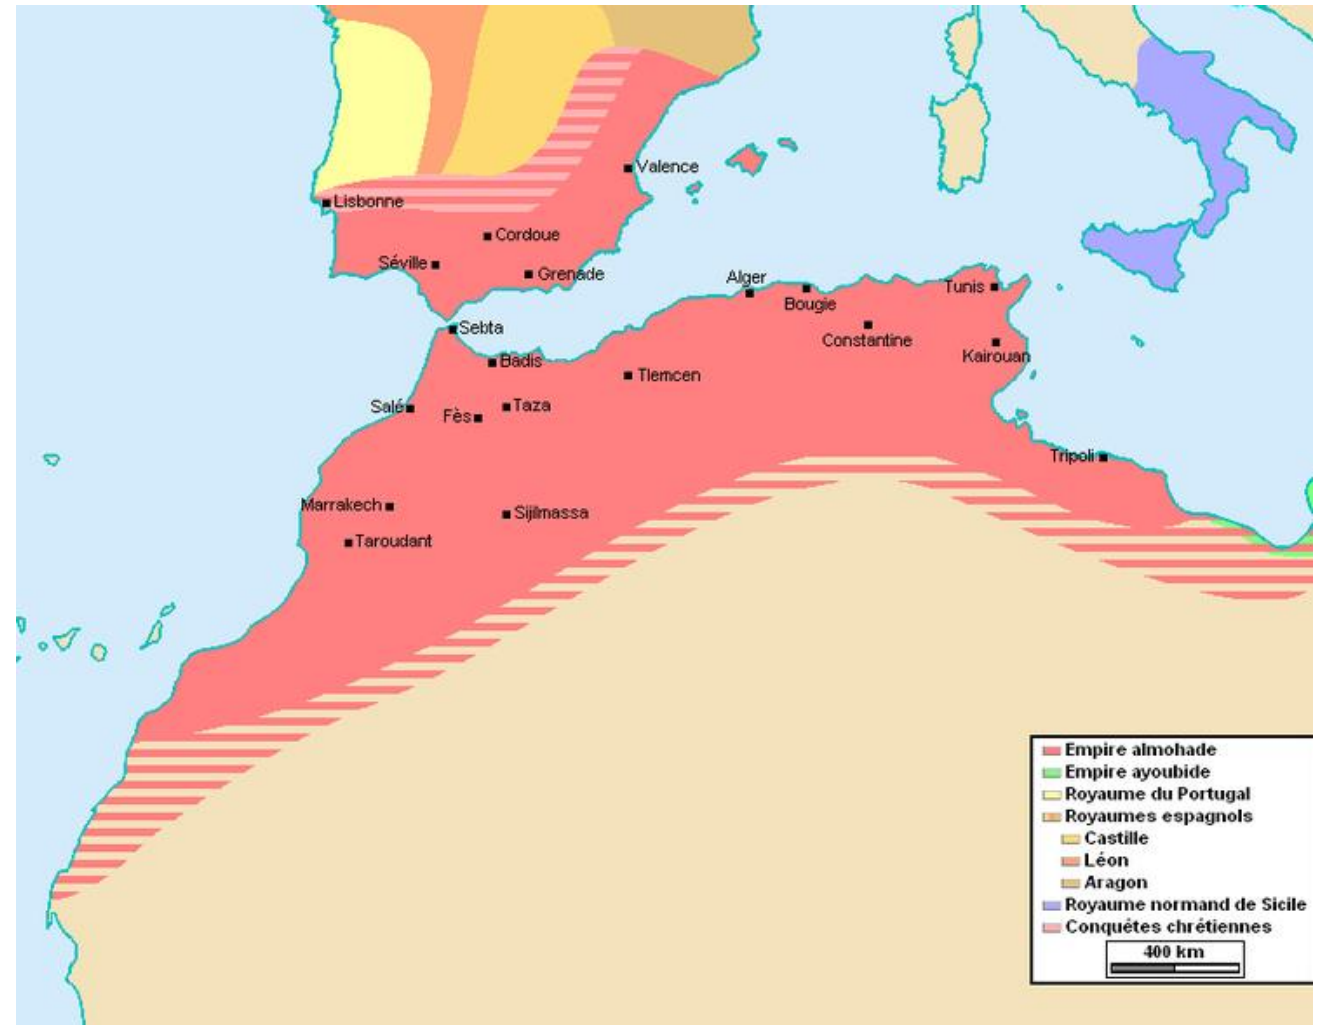 Valence
Lisbonne
Cordoue
Séville
Grenade
Alger
Tunis
Bougie
Sebta
Constantine
Kairouan
Badis
Tlemcen
Salé
Taza
Fès
Tripoli
Marrakech
Sijilmassa
Taroudant
Empire almohade
Empire ayoubide
Royaume du Portugal
Royaumes espagnols
Castille
Léon
Aragon
Royaume normand de Sicile
Conquêtes chrétiennes
400 km